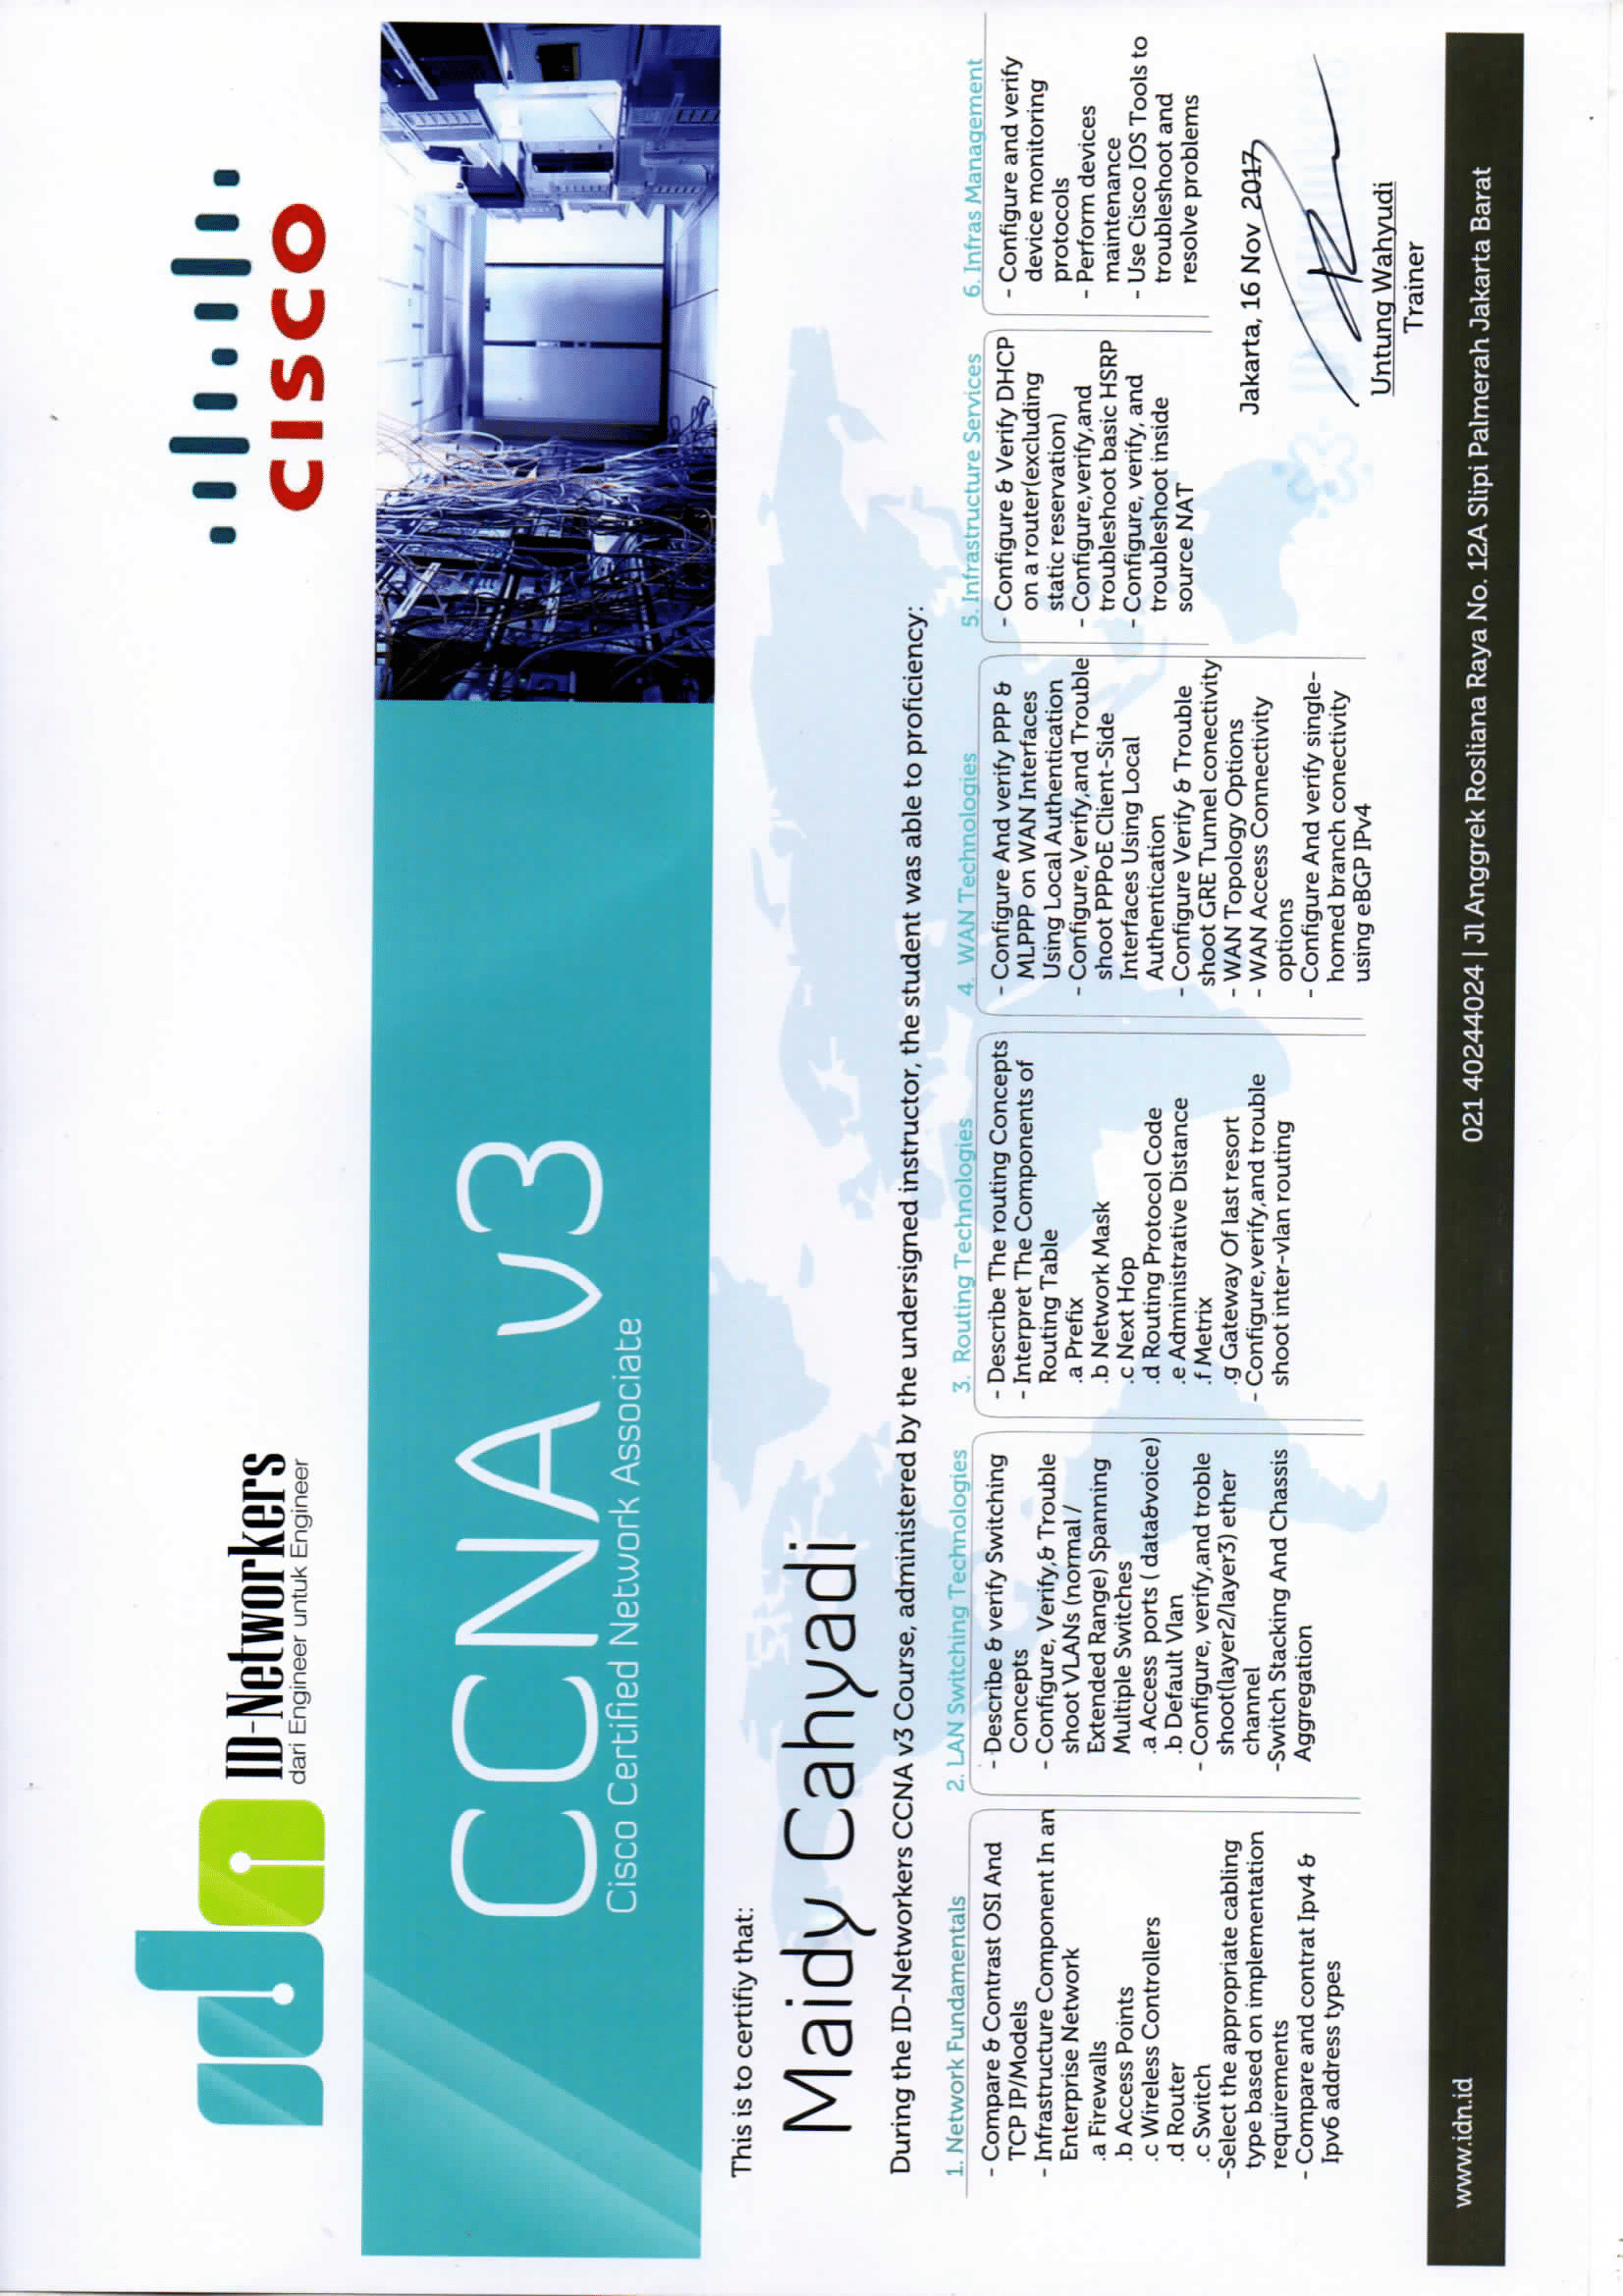 ID-Networkers
dari Engineer untuk Engineer
CISCO
CCNA v3
Cisco Certified Network Associate
This is to certifiy that:
Maidy Cahyadi
During the ID-Networkers CCNA v3 Course, administered by the undersigned instructor, the student was able to proficiency:
1. Network Fundamentals
- Compare & Contrast OSI And
TCP IP/Models
- Infrastructure Component In an
Enterprise Network
.a Firewalls
.b Access Points
.c Wireless Controllers
.d Router
.c Switch
-Select the appropriate cabling
type based on implementation
requirements
- Compare and contrat Ipv4 &
Ipv6 address types
2. LAN Switching Technologies
- Describe & verify Switching
Concepts
- Configure, Verify,& Trouble
shoot VLANs (normal /
Extended Range) Spanning
Multiple Switches
.a Access ports ( data&voice)
.b Default Vlan
- Configure, verify,and troble
shoot(layer2/layer3) ether
channel
-Switch Stacking And Chassis
Aggregation
3. Routing Technologies
- Describe The routing Concepts
- Interpret The Components of
Routing Table
.a Prefix
.b Network Mask
.c Next Hop
.d Routing Protocol Code
.e Administrative Distance
.f Metrix
.g Gateway Of last resort
- Configure,verify,and trouble
shoot inter-vlan routing
4. WAN Technologies
- Configure And verify PPP &
MLPPP on WAN Interfaces
Using Local Authentication
- Configure,Verify,and Trouble
shoot PPPoE Client-Side
Interfaces Using Local
Authentication
- Configure Verify & Trouble
shoot GRE Tunnel conectivity
- WAN Topology Options
- WAN Access Connectivity
options
- Configure And verify single-
homed branch conectivity
using eBGP IPv4
5. Infrastructure Services
- Configure & Verify DHCP
on a router(excluding
static reservation)
- Configure,verify,and
troubleshoot basic HSRP
- Configure, verify, and
troubleshoot inside
source NAT
6. Infras Management
- Configure and verify
device monitoring
protocols
- Perform devices
maintenance
- Use Cisco IOS Tools to
troubleshoot and
resolve problems
Jakarta, 16 Nov 2017
Untung Wahyudi
Trainer
www.idn.id
021 40244024 | Jl Anggrek Rosliana Raya No. 12A Slipi Palmerah Jakarta Barat